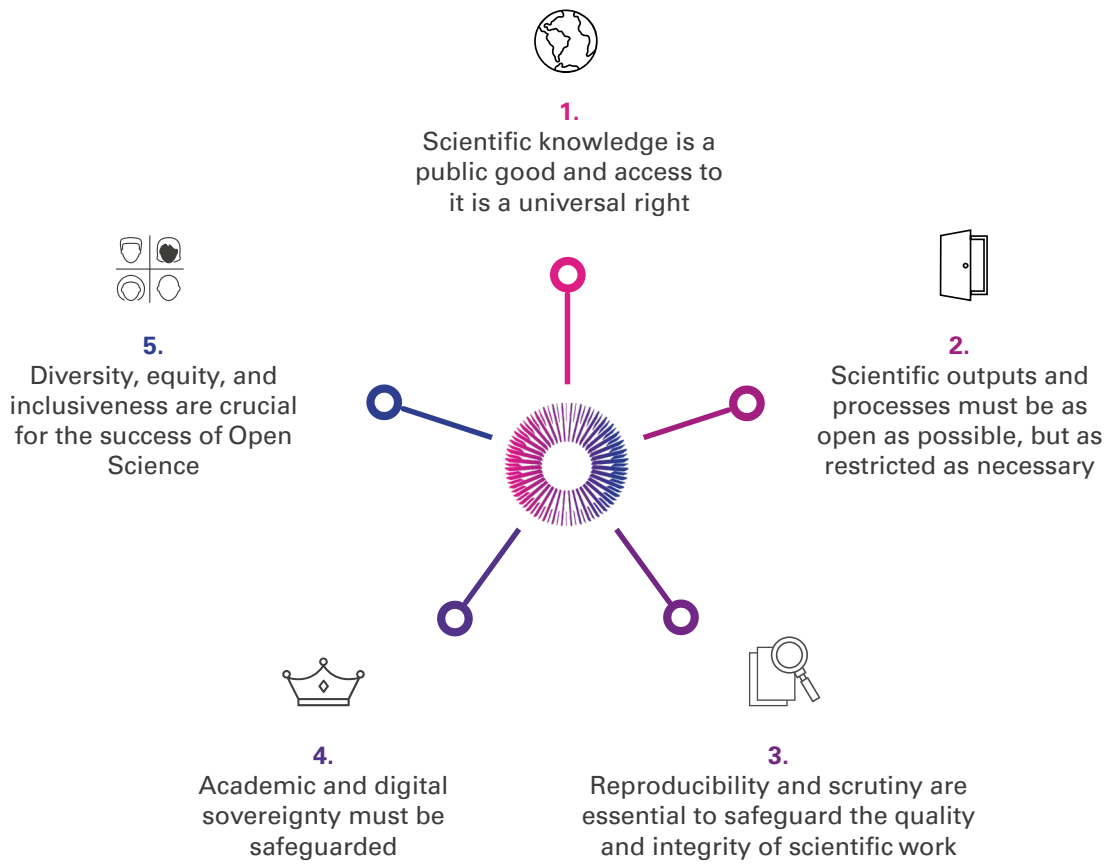 1.
Scientific knowledge is a
public good and access to
it is a universal right
2.
Scientific outputs and
processes must be as
open as possible, but as
restricted as necessary
3.
Reproducibility and scrutiny are
essential to safeguard the quality
and integrity of scientific work
4.
Academic and digital
sovereignty must be
safeguarded
5.
Diversity, equity, and
inclusiveness are crucial
for the success of Open
Science